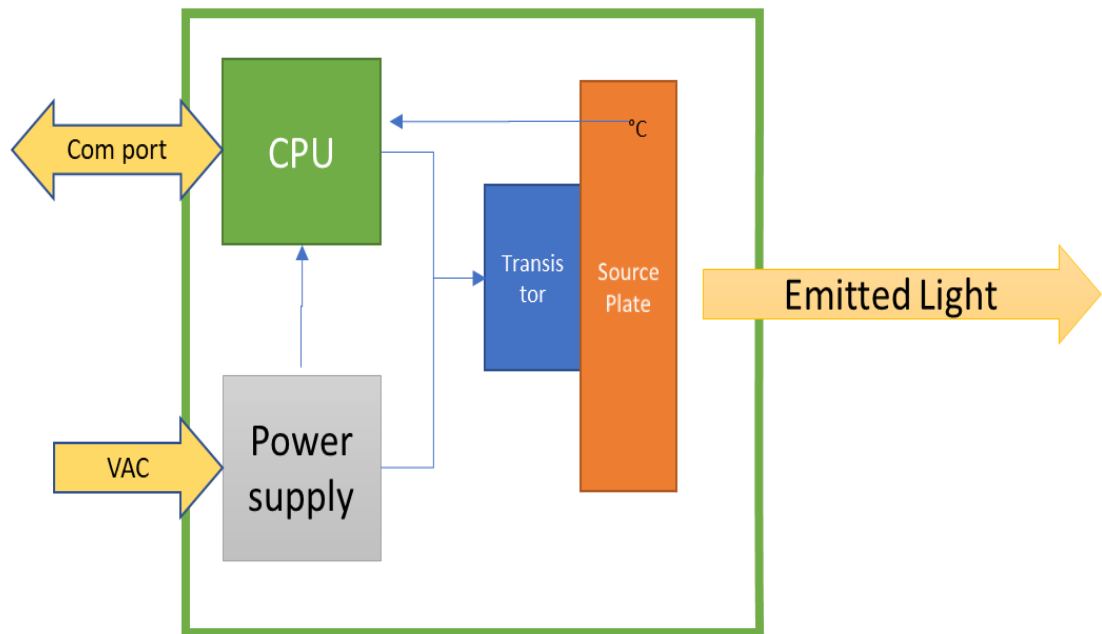 CPU
°C
Com port
Transis
tor
Source
Plate
Emitted Light
Power
supply
VAC